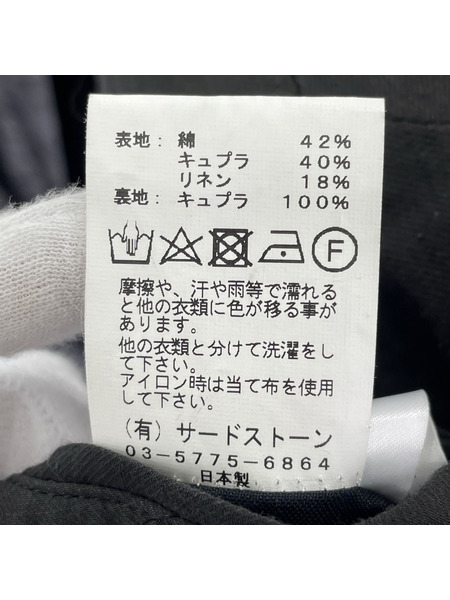 表地： 綿 42%
キュプラ 40%
リネン 18%
裏地： キュプラ 100%
F
摩擦や、汗や雨等で濡れる
と他の衣類に色が移る事が
あります。
他の衣類と分けて洗濯をし
て下さい。
アイロン時は当て布を使用
して下さい。
（有）サードストーン
03-5775-6864
日本製